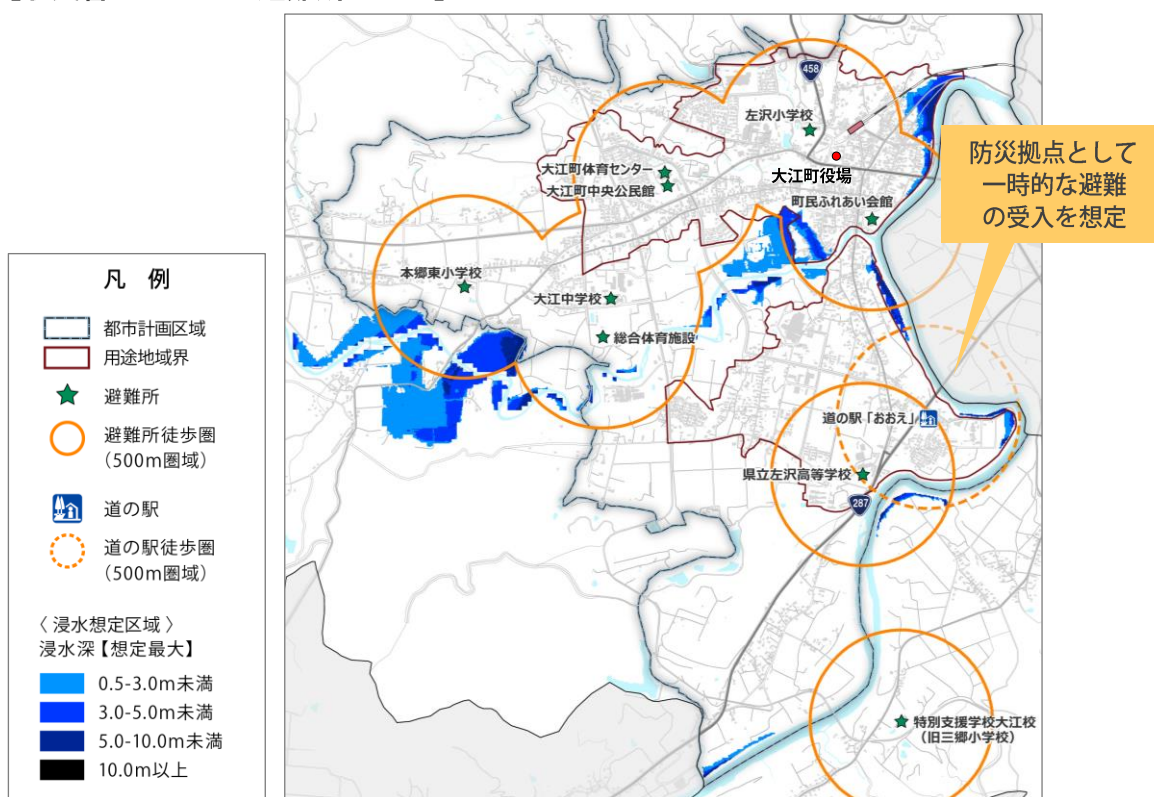 458
左沢小学校
大江町役場
大江町体育センター
大江町中央公民館
町民ふれあい会館
防災拠点として
一時的な避難
の受入を想定
本郷東小学校
大江中学校
総合体育施設
道の駅「おおえ」
県立左沢高等学校
287
特別支援学校大江校
(旧三郷小学校)
凡 例
都市計画区域
用途地域界
避難所
避難所徒歩圏
(500m圏域)
道の駅
道の駅徒歩圏
(500m圏域)
〈 浸水想定区域 〉
浸水深【想定最大】
0.5-3.0m未満
3.0-5.0m未満
5.0-10.0m未満
10.0m以上